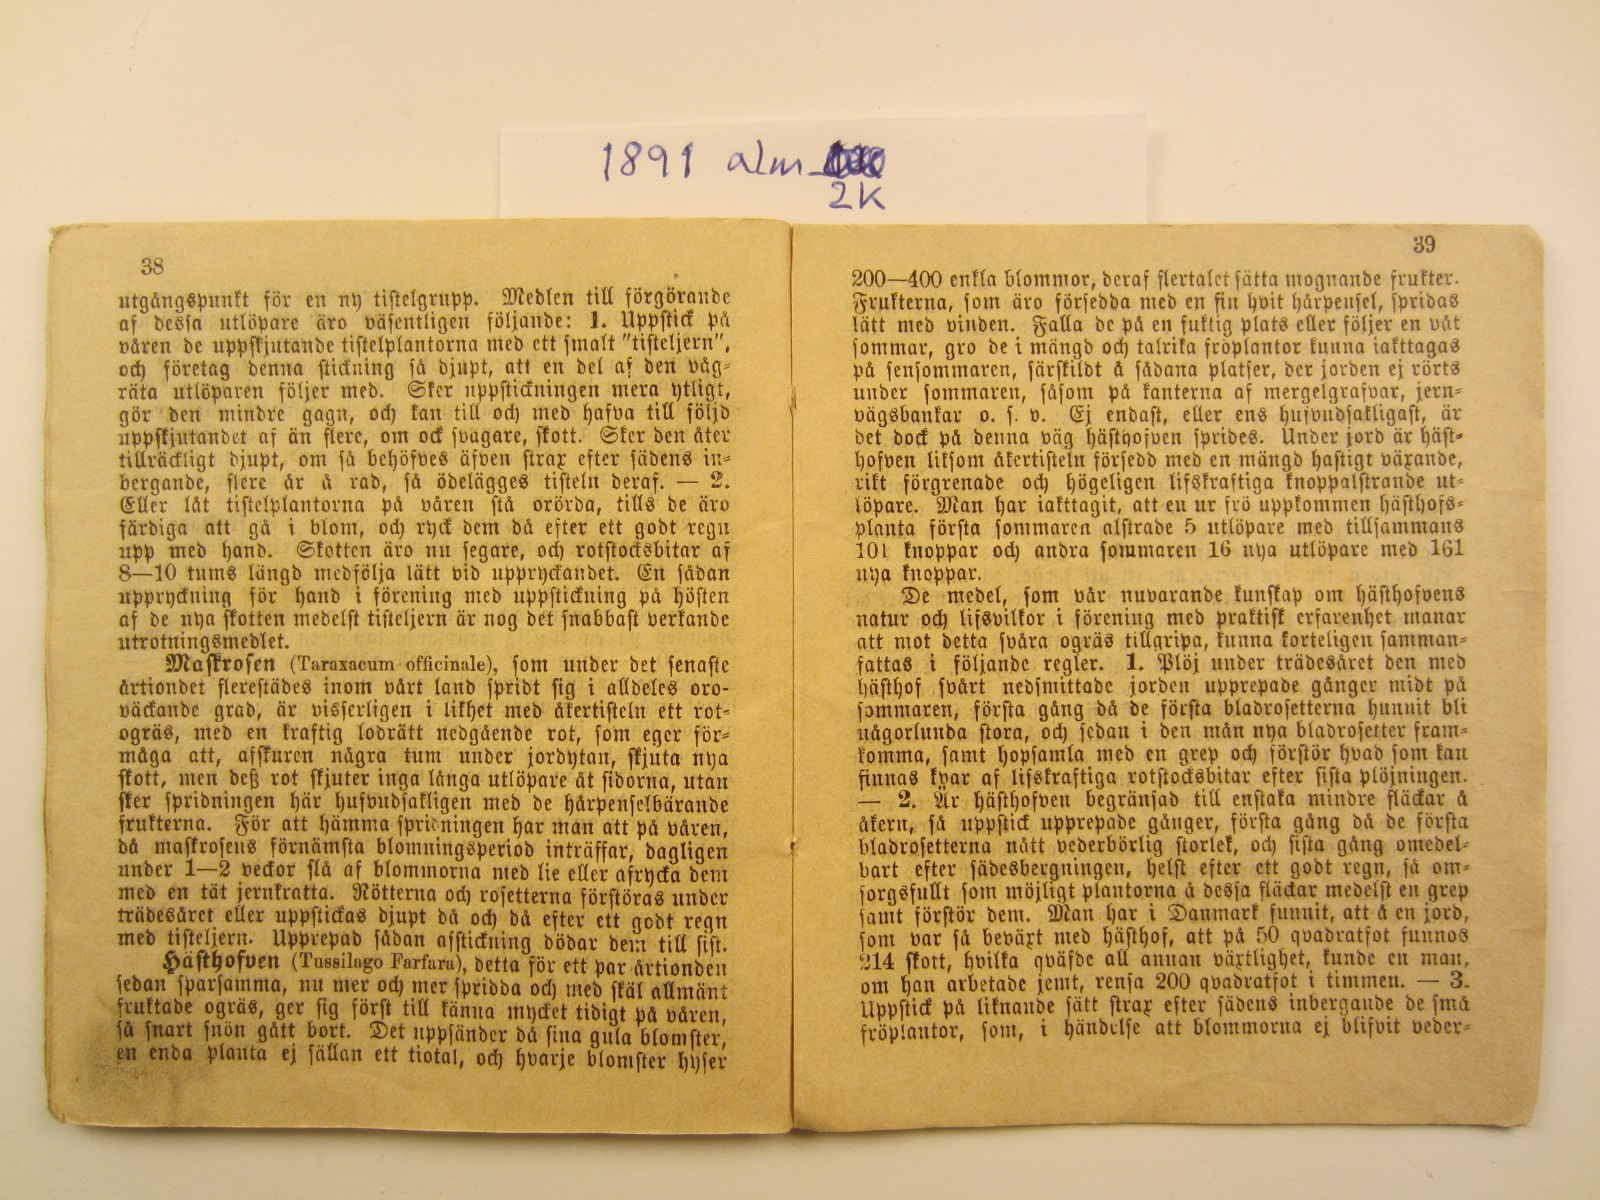 1891 alm
2K
38
utgångspunkt för en ny tistelgrupp. Medlen till förgörande
af dessa utlöpare äro väsentligen följande: 1. Uppstick på
våren de uppskjutande tistelplantorna med ett smalt "tisteljern",
och företag denna stickning så djupt, att en del af den våg-
räta utlöparen följer med. Sker uppstickningen mera ytligt,
gör den mindre gagn, och kan till och med hafva till följd
uppskjutandet af än flere, om ock svagare, skott. Sker den åter
tillräckligt djupt, om så behöfves äfven strax efter sädens in-
bergande, flere år å rad, så ödelägges tisteln deraf. — 2.
Eller låt tistelplantorna på våren stå orörda, tills de äro
färdiga att gå i blom, och ryck dem då efter ett godt regn
upp med hand. Skotten äro nu segare, och rotstocksbitar af
8—10 tums längd medfölja lätt vid uppryckandet. En sådan
uppryckning för hand i förening med uppstickning på hösten
af de nya skotten medelst tisteljern är nog det snabbast verkande
utrotningsmedlet.
Maskrosen (Taraxacum officinale), som under det senaste
årtiondet flerestädes inom vårt land spridt sig i alldeles oro-
väckande grad, är visserligen i likhet med åkertisteln ett rot-
ogräs, med en kraftig lodrätt nedgående rot, som eger för-
måga att, afskuren några tum under jordytan, skjuta nya
skott, men deß rot skjuter inga långa utlöpare åt sidorna, utan
sker spridningen här hufvudsakligen med de hårpenselbärande
frukterna. För att hämma spridningen har man att på våren,
då maskrosens förnämsta blomningsperiod inträffar, dagligen
under 1—2 veckor slå af blommorna med lie eller afrycka dem
med en tät jernkratta. Rötterna och rosetterna förstöras under
trädesåret eller uppstickas djupt då och då efter ett godt regn
med tisteljern. Upprepad sådan afstickning dödar dem till sist.
Hästhofven (Tussilago Farfara), detta för ett par årtionden
sedan sparsamma, nu mer och mer spridda och med skäl allmänt
fruktade ogräs, ger sig först till känna mycket tidigt på våren,
så snart snön gått bort. Det uppsänder då sina gula blomster,
en enda planta ej sällan ett tiotal, och hvarje blomster hyser
39
200—400 enkla blommor, deraf flertalet sätta mognande frukter.
Frukterna, som äro försedda med en fin hvit hårpensel, spridas
lätt med vinden. Falla de på en fuktig plats eller följer en våt
sommar, gro de i mängd och talrika fröplantor kunna iakttagas
på sensommaren, särskildt å sådana platser, der jorden ej rörts
under sommaren, såsom på kanterna af mergelgrafvar, jern-
vägsbankar o. s. v. Ej endast, eller ens hufvudsakligast, är
det dock på denna väg hästhofven sprides. Under jord är häst-
hofven liksom åkertisteln försedd med en mängd hastigt växande,
rikt förgrenade och högeligen lifskraftiga knoppalstrande ut-
löpare. Man har iakttagit, att en ur frö uppkommen hästhofs-
planta första sommaren alstrade 5 utlöpare med tillsammans
101 knoppar och andra sommaren 16 nya utlöpare med 161
nya knoppar.
De medel, som vår nuvarande kunskap om hästhofvens
natur och lifsvilkor i förening med praktisk erfarenhet manar
att mot detta svåra ogräs tillgripa, kunna korteligen samman-
fattas i följande regler. 1. Plöj under trädesåret den med
hästhof svårt nedsmittade jorden upprepade gånger midt på
sommaren, första gång då de första bladrosetterna hunnit bli
någorlunda stora, och sedan i den mån nya bladrosetter fram-
komma, samt hopsamla med en grep och förstör hvad som kan
finnas kvar af lifskraftiga rotstocksbitar efter sista plöjningen.
— 2. Är hästhofven begränsad till enstaka mindre fläckar å
åkern, så uppstick upprepade gånger, första gång då de första
bladrosetterna nått vederbörlig storlek, och sista gång omedel-
bart efter sädesbergningen, helst efter ett godt regn, så om-
sorgsfullt som möjligt plantorna å dessa fläckar medelst en grep
samt förstör dem. Man har i Danmark funnit, att å en jord,
som var så beväxt med hästhof, att på 50 qvadratfot funnos
214 skott, hvilka qväfde all annan växtlighet, kunde en man,
om han arbetade jemt, rensa 200 qvadratfot i timmen. — 3.
Uppstick på liknande sätt strax efter sädens inbergande de små
fröplantor, som, i händelse att blommorna ej blifvit veder-